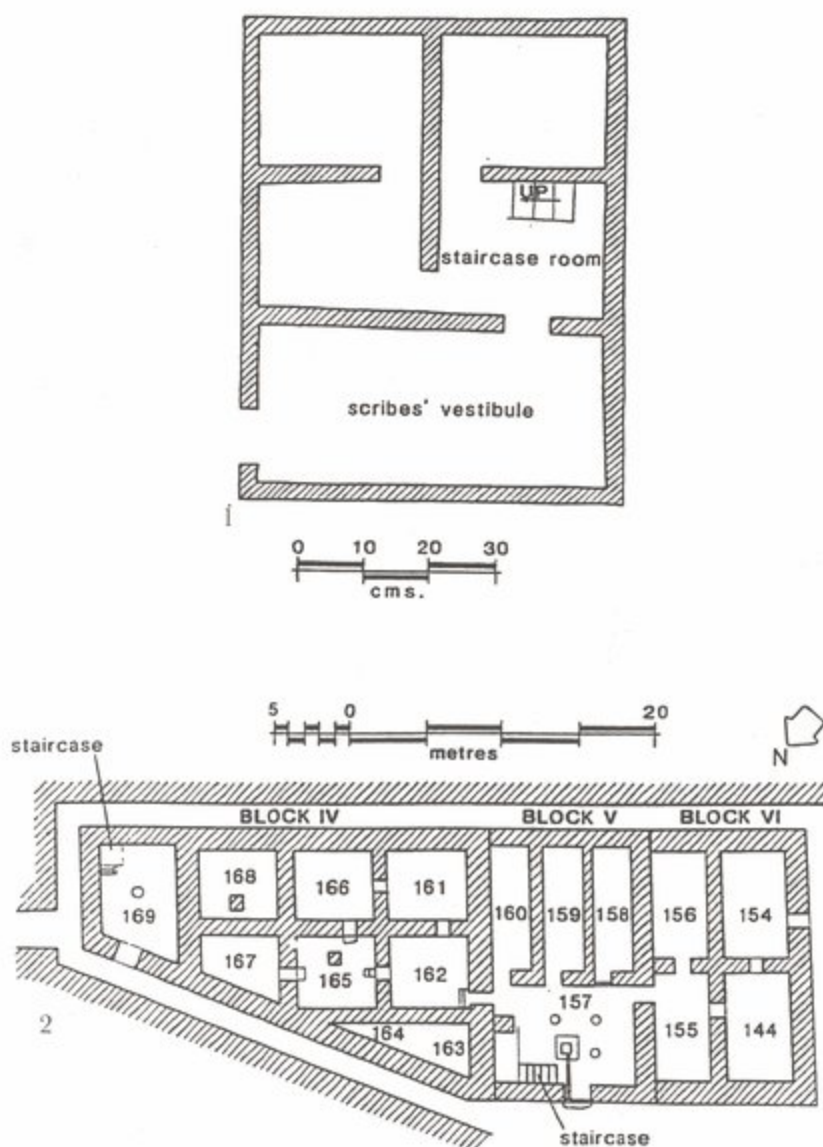 UP
staircase room
scribes' vestibule
1
0 10 20 30
cms.
5 0 20
metres
N
staircase
BLOCK IV BLOCK V BLOCK VI
168 166 161 160 159 158 156 154
169
167 165 162 157
155 144
2
164 163
staircase